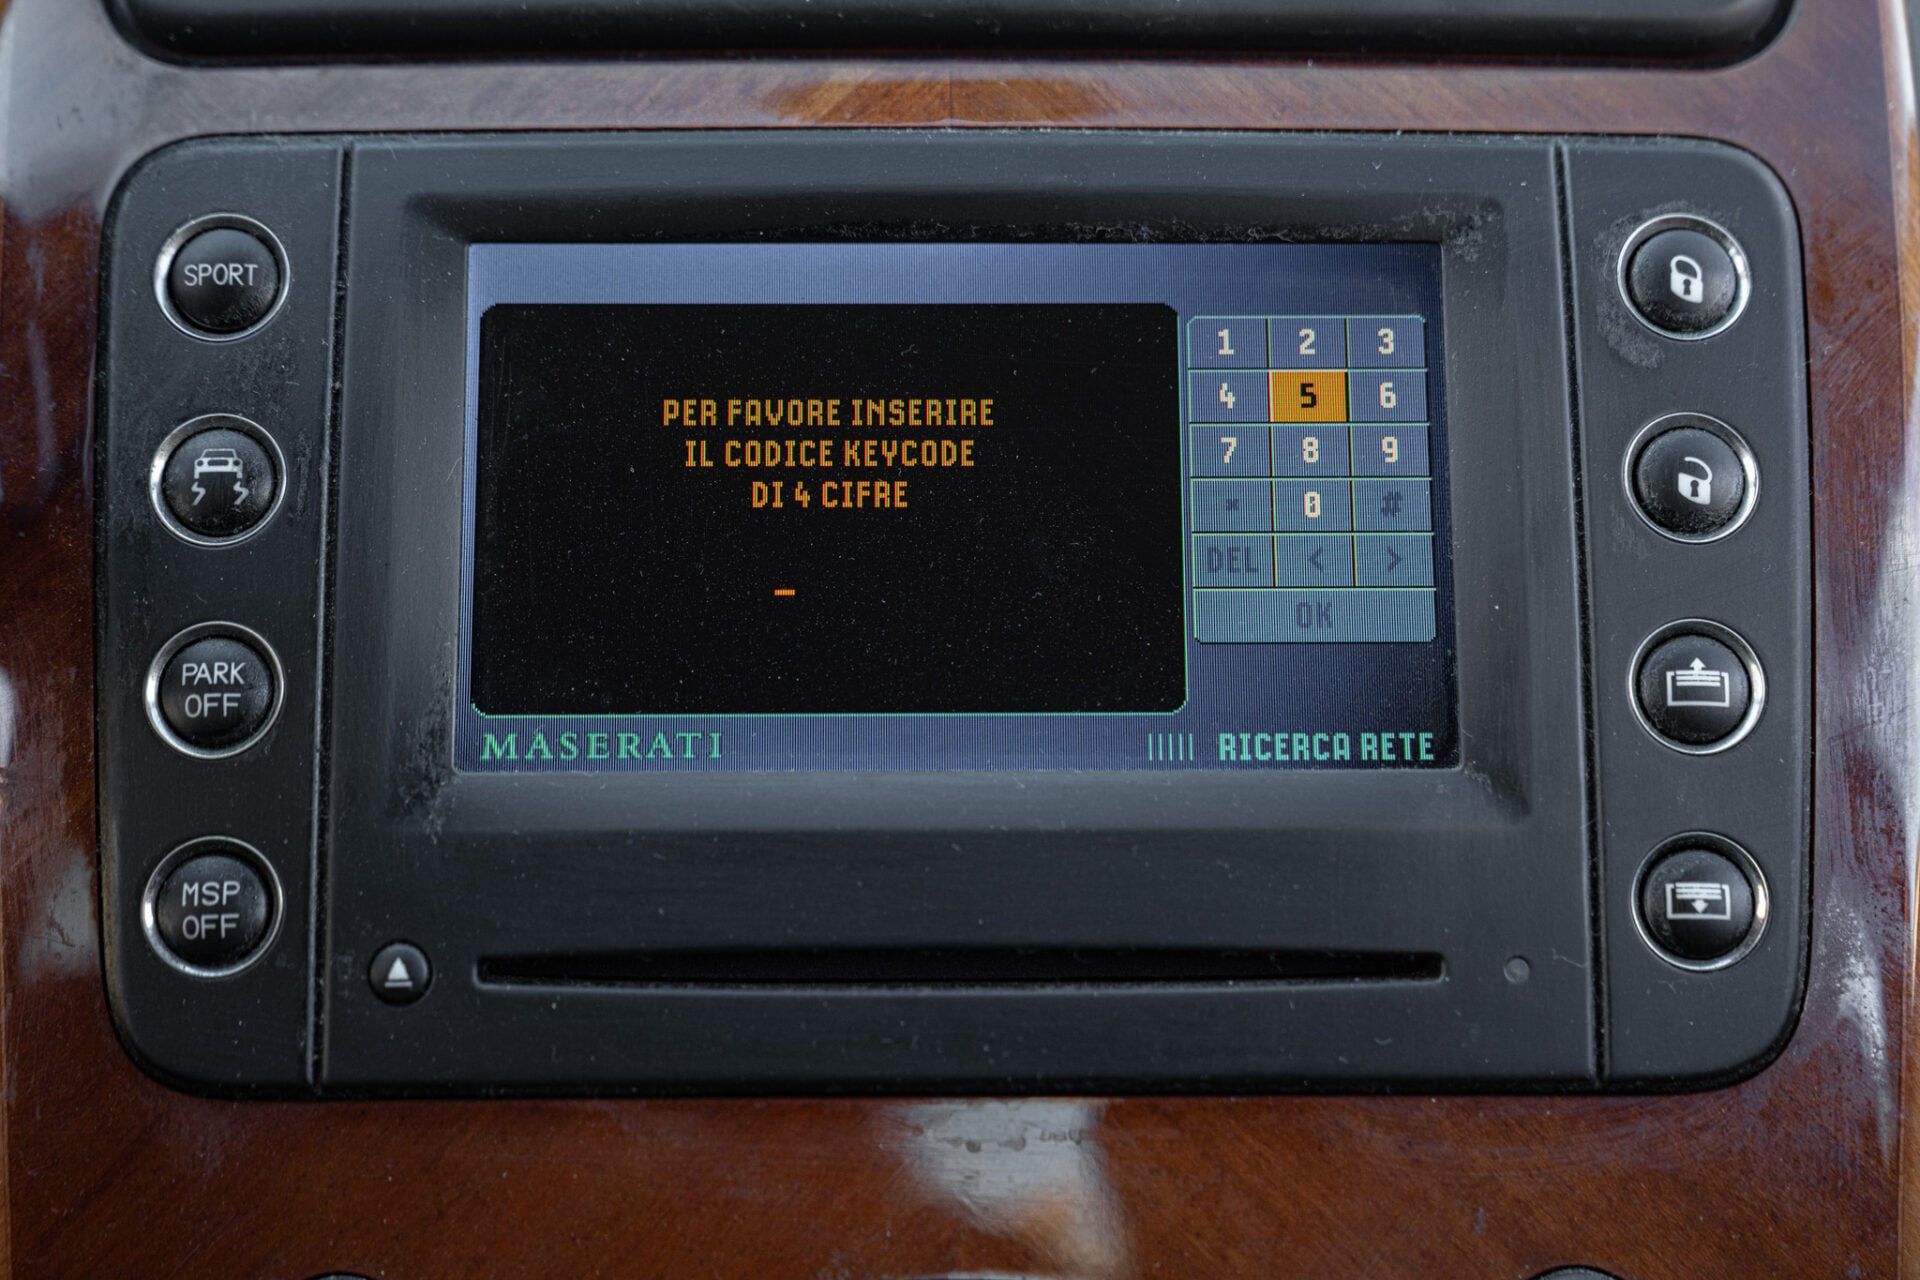 SPORT
PARK
OFF
MSP
OFF
PER FAVORE INSERIRE
IL CODICE KEYCODE
DI 4 CIFRE
1 2 3
4 5 6
7 8 9
* 0 #
DEL < >
OK
MASERATI
RICERCA RETE